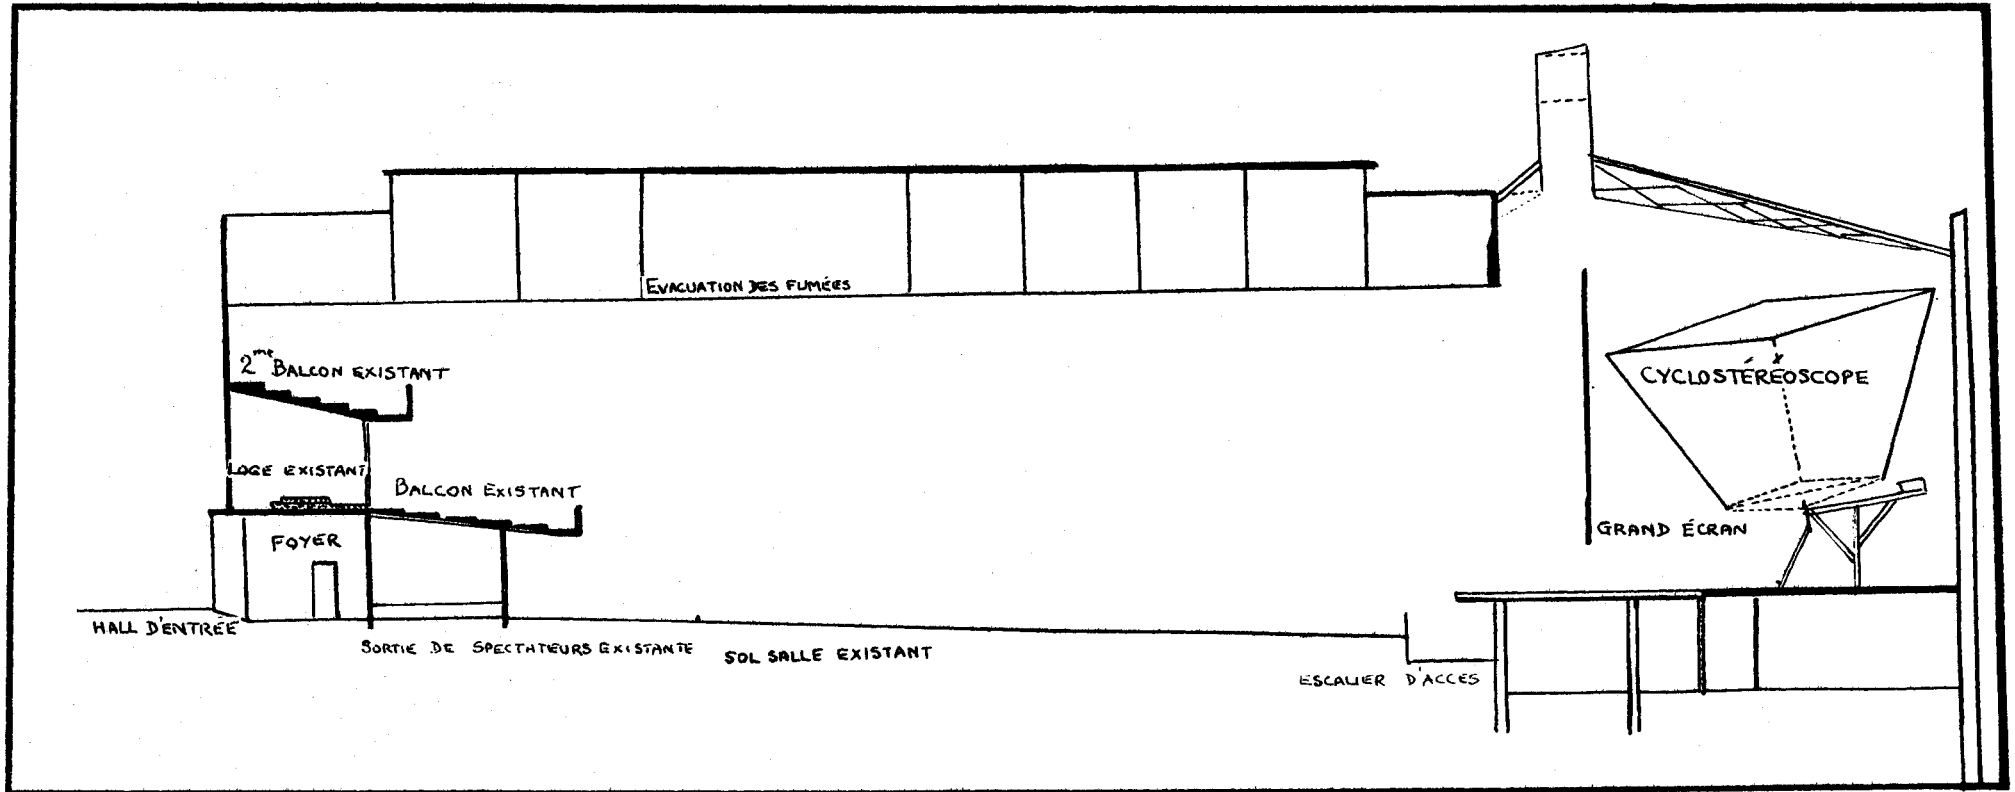 EVACUATION DES FUMÉES
2me BALCON EXISTANT
CYCLOSTÉRÉOSCOPE
LOGE EXISTANT
BALCON EXISTANT
GRAND ÉCRAN
FOYER
HALL D'ENTRÉE
SORTIE DE SPECTATEURS EXISTANTE
SOL SALLE EXISTANT
ESCALIER D'ACCES